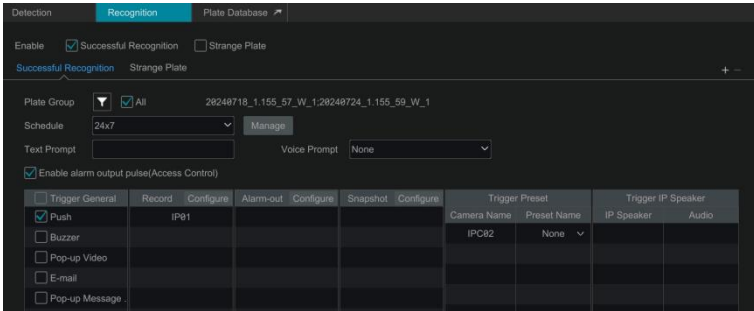 Detection Recognition Plate Database
Enable Successful Recognition Strange Plate
Successful Recognition Strange Plate
Plate Group All 20240718_1.155_57_W_1;20240724_1.155_59_W_1
Schedule 24x7 Manage
Text Prompt Voice Prompt None
Enable alarm output pulse(Access Control)
Trigger General Record Configure Alarm-out Configure Snapshot Configure Trigger Preset Trigger IP Speaker
Camera Name Preset Name IP Speaker Audio
Push IP01
Buzzer IPC02 None
Pop-up Video
E-mail
Pop-up Message .